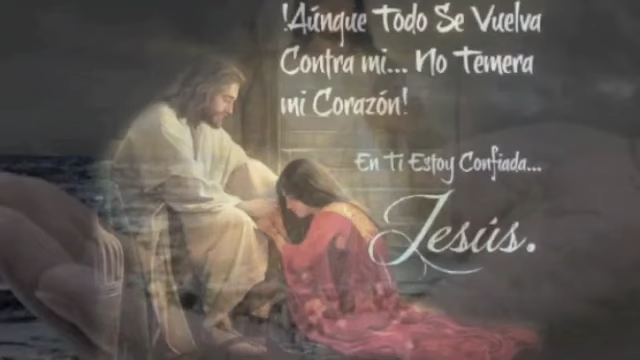 !Aúnque Todo Se Vuelva
Contra mi... No Temera
mi Corazón!
En Ti Estoy Confiada...
Jesús.